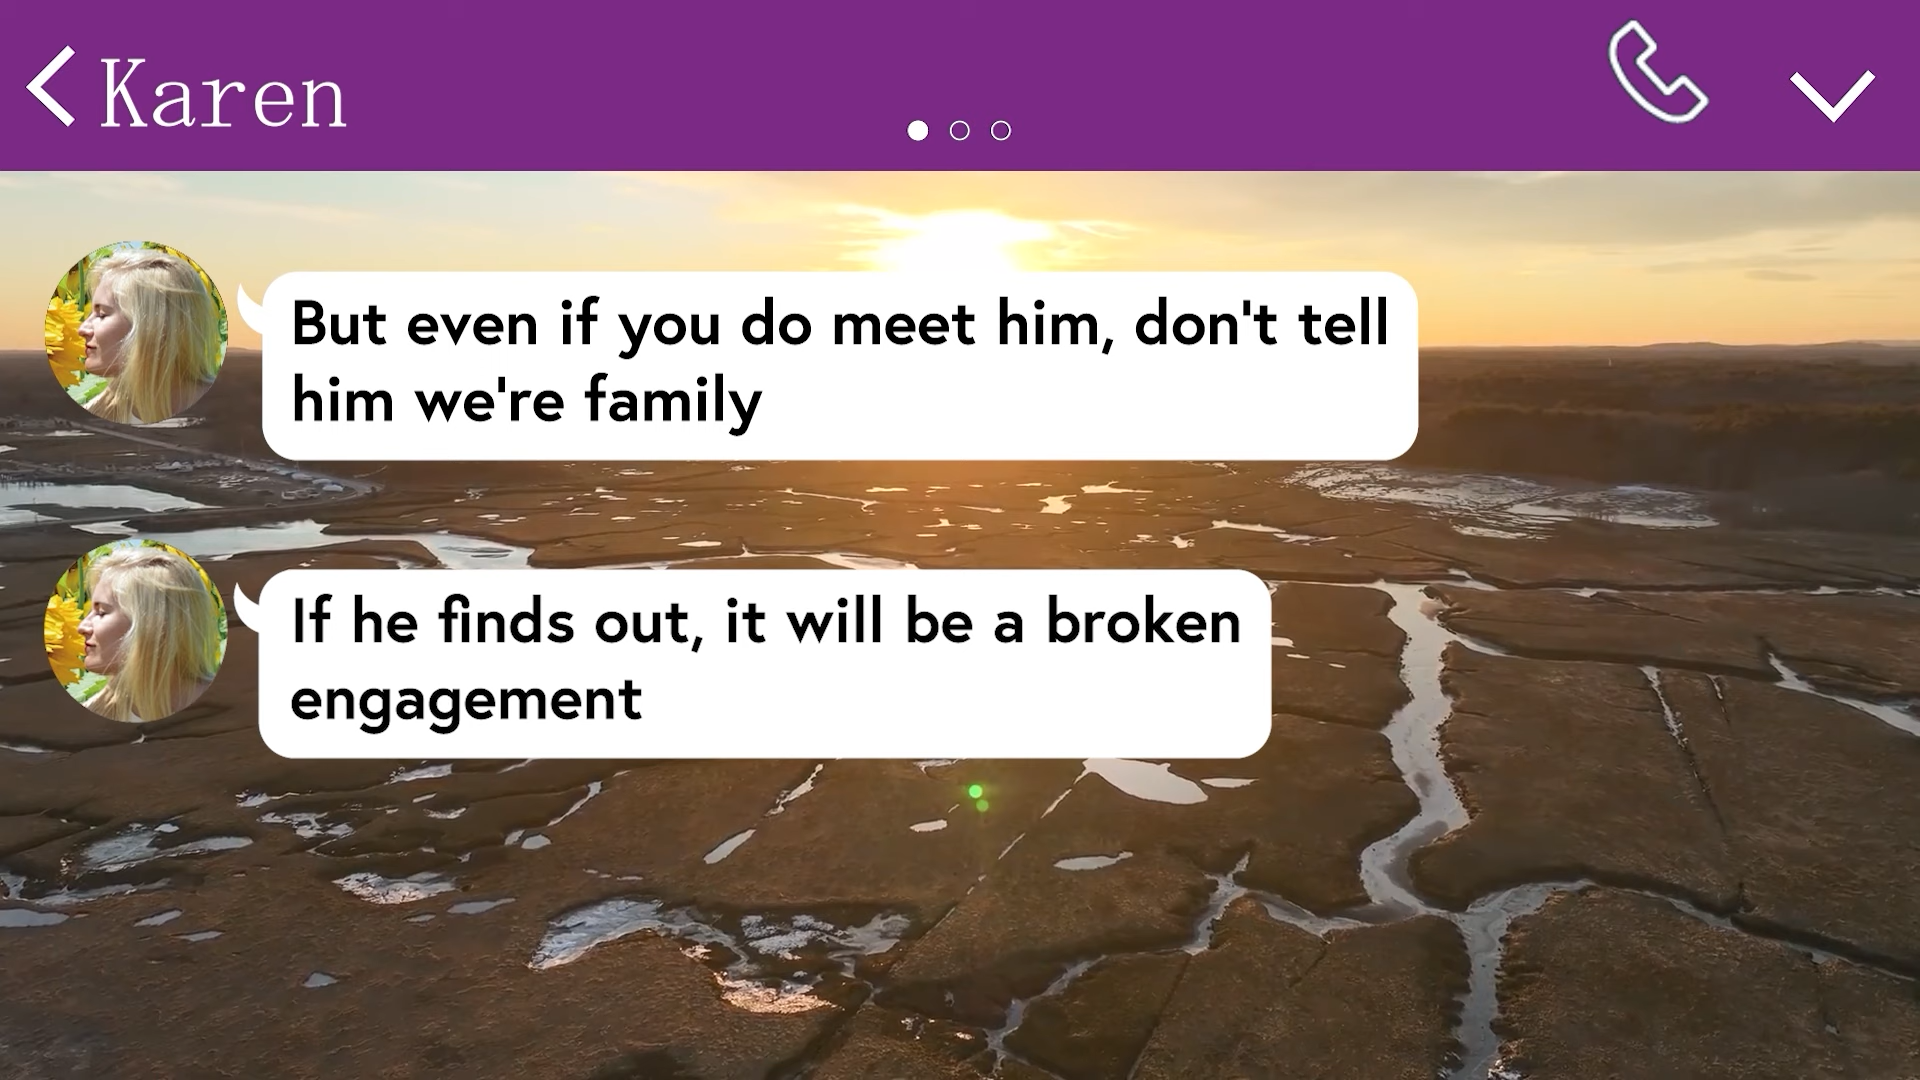 Karen
But even if you do meet him, don't tell
him we're family
If he finds out, it will be a broken
engagement